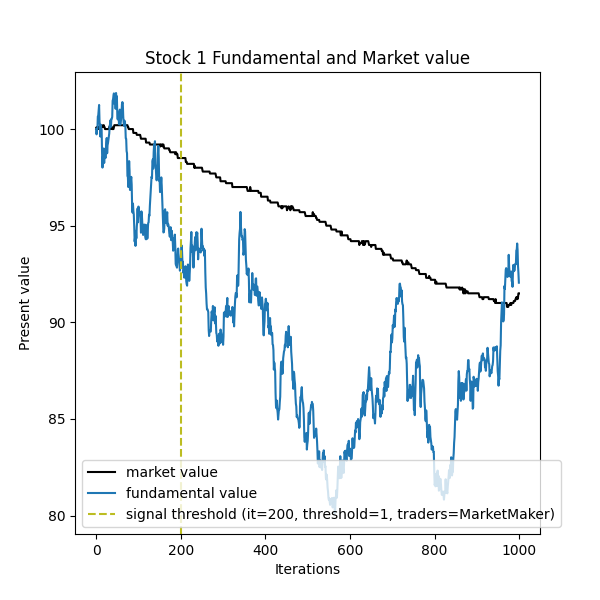 Stock 1 Fundamental and Market value
Present value
100
95
90
85
80
market value
fundamental value
signal threshold (it=200, threshold=1, traders=MarketMaker)
0
200
400
600
800
1000
Iterations